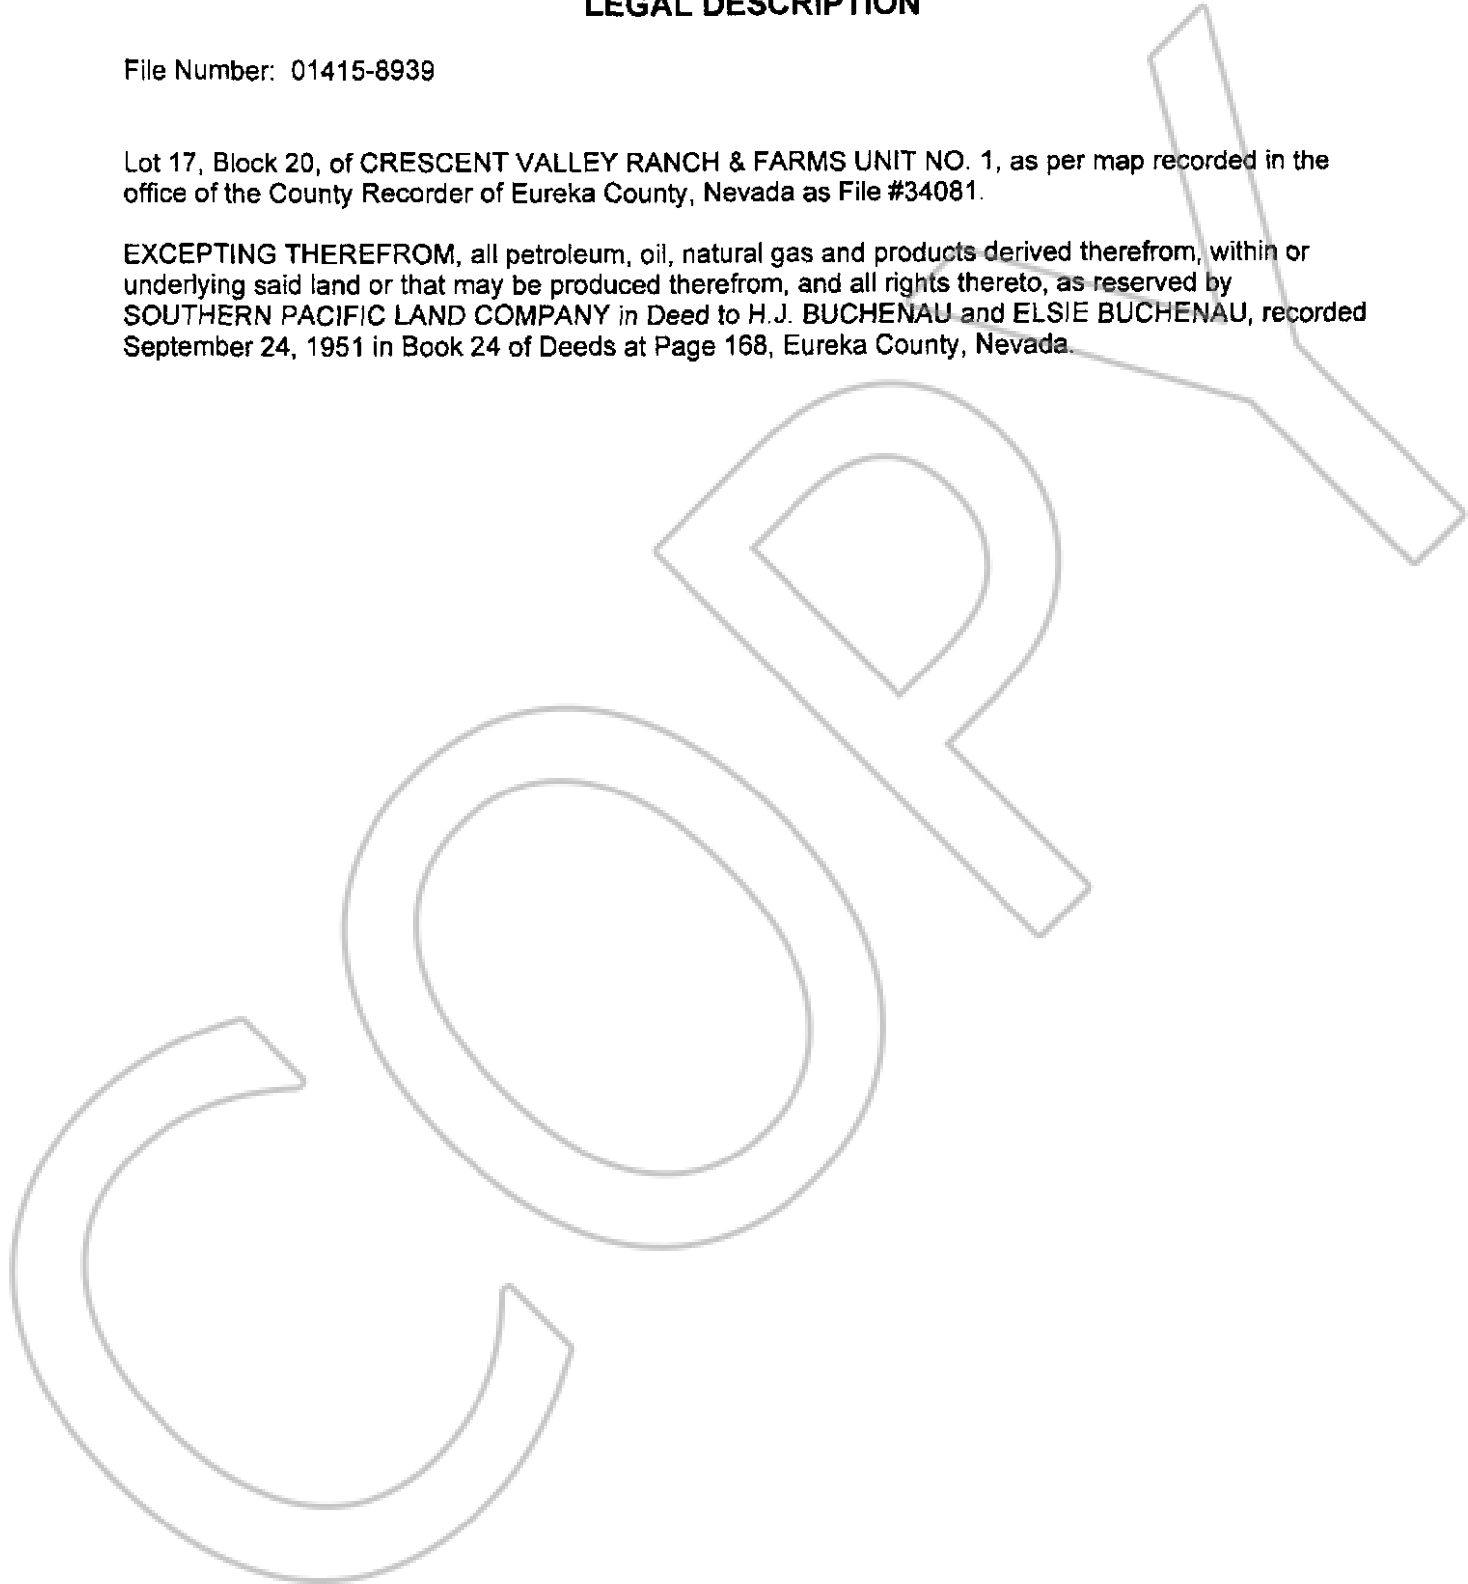 LEGAL DESCRIPTION
File Number: 01415-8939
Lot 17, Block 20, of CRESCENT VALLEY RANCH & FARMS UNIT NO. 1, as per map recorded in the
office of the County Recorder of Eureka County, Nevada as File #34081.
EXCEPTING THEREFROM, all petroleum, oil, natural gas and products derived therefrom, within or
underlying said land or that may be produced therefrom, and all rights thereto, as reserved by
SOUTHERN PACIFIC LAND COMPANY in Deed to H.J. BUCHENAU and ELSIE BUCHENAU, recorded
September 24, 1951 in Book 24 of Deeds at Page 168, Eureka County, Nevada.
COPY